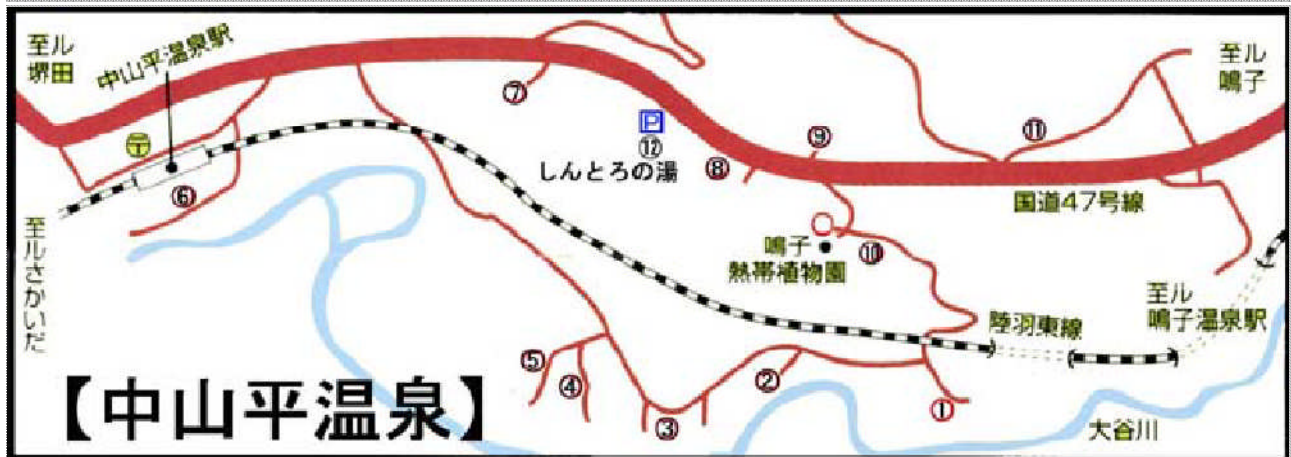 至ル
堺田
中山平温泉駅
〒
⑥
⑦
P
⑫
しんとろの湯
⑧
⑨
⑪
至ル
鳴子
国道47号線
鳴子
熱帯植物園
⑩
至ルさかいだ
陸羽東線
至ル
鳴子温泉駅
⑤
④
③
②
①
大谷川
【中山平温泉】